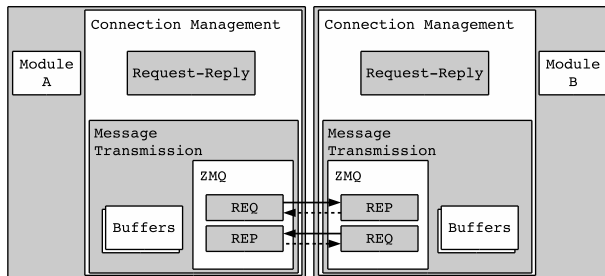 Connection Management
Connection Management
Module
A
Request-Reply
Request-Reply
Module
B
Message
Transmission
Message
Transmission
ZMQ
ZMQ
REQ
REP
Buffers
Buffers
REP
REQ